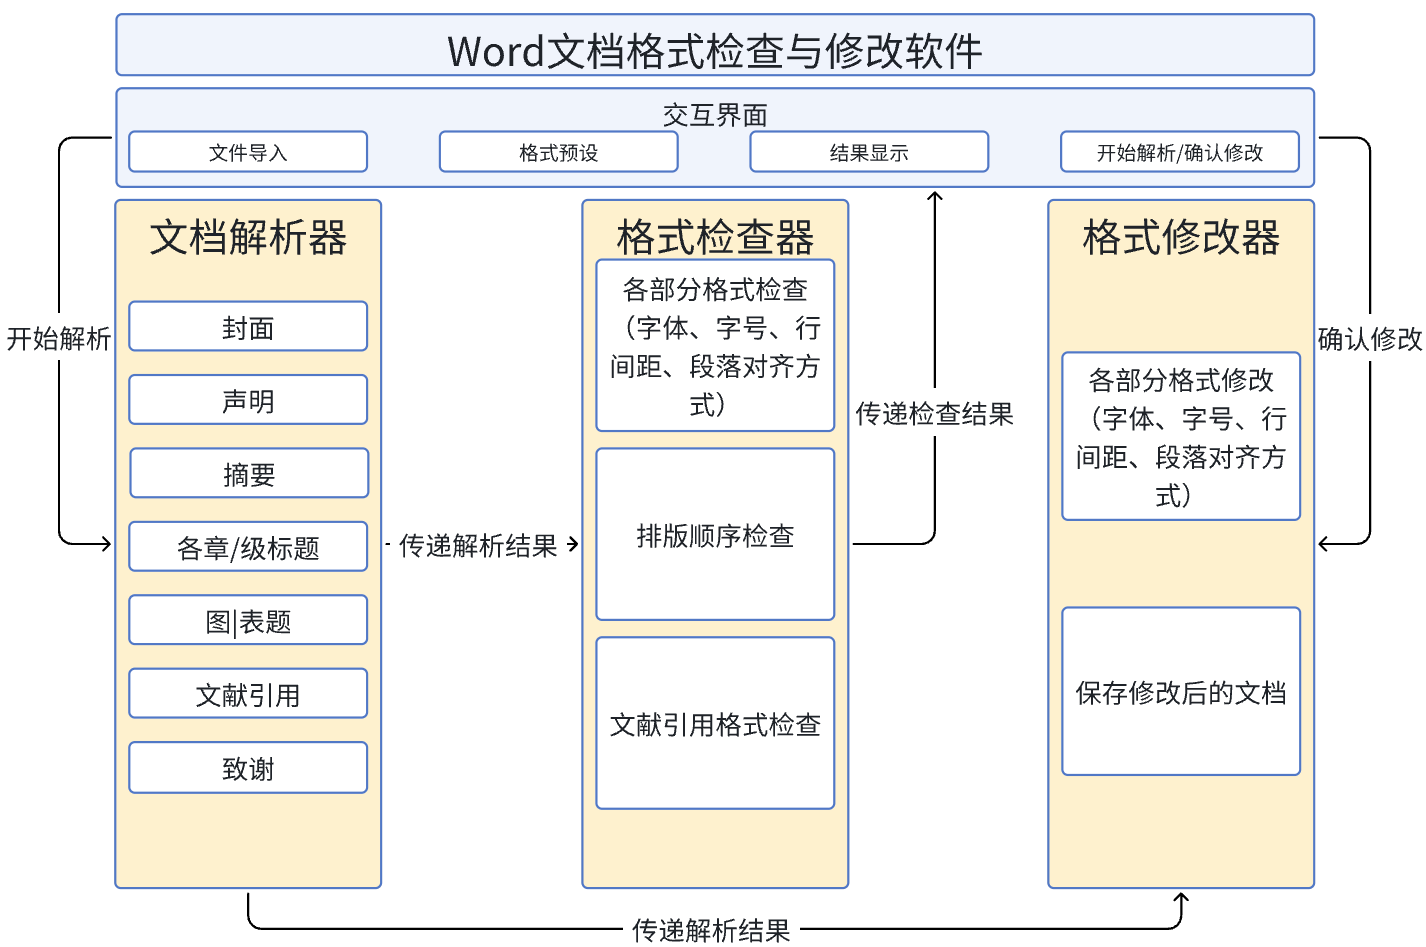 Word文档格式检查与修改软件
交互界面
文件导入
格式预设
结果显示
开始解析/确认修改
开始解析
文档解析器
封面
声明
摘要
各章/级标题
图|表题
文献引用
致谢
传递解析结果
格式检查器
各部分格式检查
（字体、字号、行
间距、段落对齐方
式）
排版顺序检查
文献引用格式检查
传递检查结果
格式修改器
各部分格式修改
（字体、字号、行
间距、段落对齐方
式）
保存修改后的文档
确认修改
传递解析结果